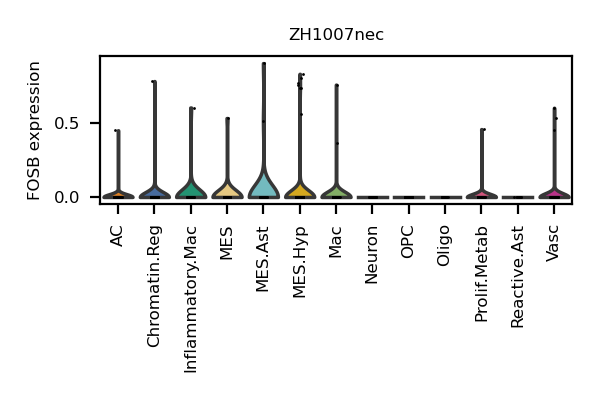 ZH1007nec
FOSB expression
0.5
0.0
AC
Chromatin.Reg
Inflammatory.Mac
MES
MES.Ast
MES.Hyp
Mac
Neuron
OPC
Oligo
Prolif.Metab
Reactive.Ast
Vasc